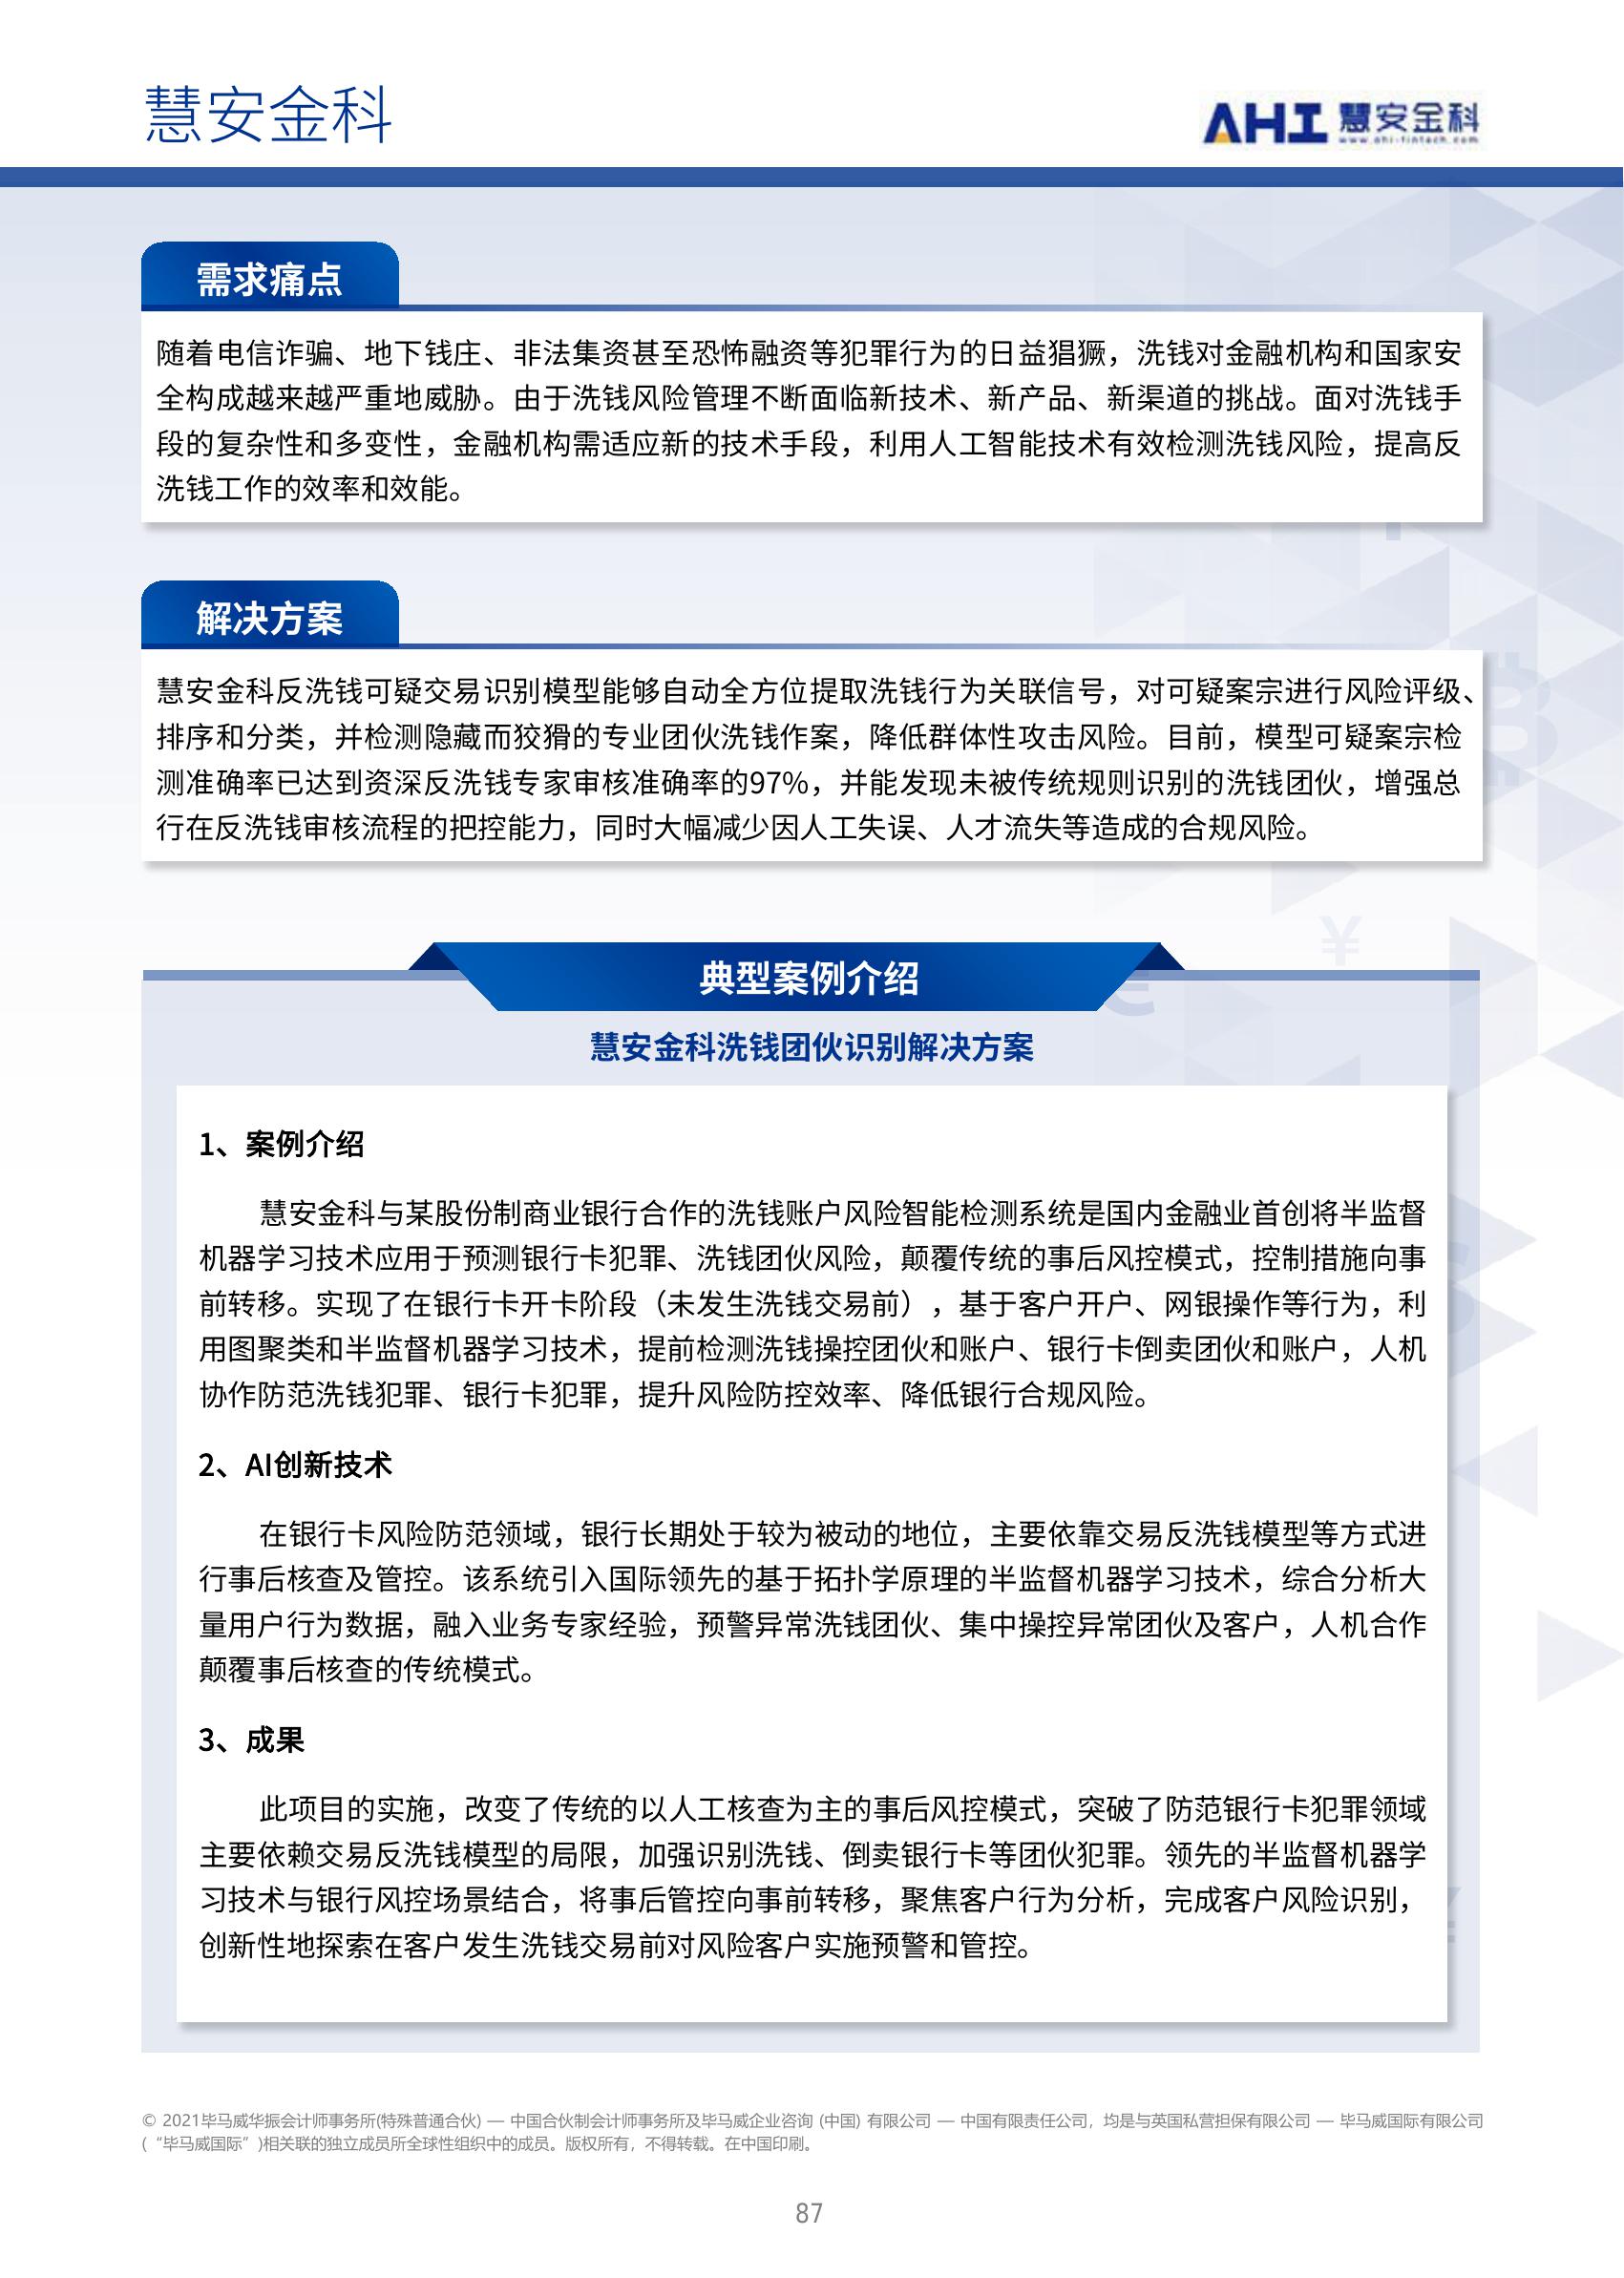 慧安金科
AHI 慧安金科
www.ahi-fintech.com
需求痛点
随着电信诈骗、地下钱庄、非法集资甚至恐怖融资等犯罪行为的日益猖獗，洗钱对金融机构和国家安
全构成越来越严重地威胁。由于洗钱风险管理不断面临新技术、新产品、新渠道的挑战。面对洗钱手
段的复杂性和多变性，金融机构需适应新的技术手段，利用人工智能技术有效检测洗钱风险，提高反
洗钱工作的效率和效能。
解决方案
慧安金科反洗钱可疑交易识别模型能够自动全方位提取洗钱行为关联信号，对可疑案宗进行风险评级、
排序和分类，并检测隐藏而狡猾的专业团伙洗钱作案，降低群体性攻击风险。目前，模型可疑案宗检
测准确率已达到资深反洗钱专家审核准确率的97%，并能发现未被传统规则识别的洗钱团伙，增强总
行在反洗钱审核流程的把控能力，同时大幅减少因人工失误、人才流失等造成的合规风险。
典型案例介绍
慧安金科洗钱团伙识别解决方案
1、案例介绍
慧安金科与某股份制商业银行合作的洗钱账户风险智能检测系统是国内金融业首创将半监督
机器学习技术应用于预测银行卡犯罪、洗钱团伙风险，颠覆传统的事后风控模式，控制措施向事
前转移。实现了在银行卡开卡阶段（未发生洗钱交易前），基于客户开户、网银操作等行为，利
用图聚类和半监督机器学习技术，提前检测洗钱操控团伙和账户、银行卡倒卖团伙和账户，人机
协作防范洗钱犯罪、银行卡犯罪，提升风险防控效率、降低银行合规风险。
2、AI创新技术
在银行卡风险防范领域，银行长期处于较为被动的地位，主要依靠交易反洗钱模型等方式进
行事后核查及管控。该系统引入国际领先的基于拓扑学原理的半监督机器学习技术，综合分析大
量用户行为数据，融入业务专家经验，预警异常洗钱团伙、集中操控异常团伙及客户，人机合作
颠覆事后核查的传统模式。
3、成果
此项目的实施，改变了传统的以人工核查为主的事后风控模式，突破了防范银行卡犯罪领域
主要依赖交易反洗钱模型的局限，加强识别洗钱、倒卖银行卡等团伙犯罪。领先的半监督机器学
习技术与银行风控场景结合，将事后管控向事前转移，聚焦客户行为分析，完成客户风险识别，
创新性地探索在客户发生洗钱交易前对风险客户实施预警和管控。
© 2021毕马威华振会计师事务所(特殊普通合伙) — 中国合伙制会计师事务所及毕马威企业咨询 (中国) 有限公司 — 中国有限责任公司，均是与英国私营担保有限公司 — 毕马威国际有限公司
(“毕马威国际”)相关联的独立成员所全球性组织中的成员。版权所有，不得转载。在中国印刷。
87